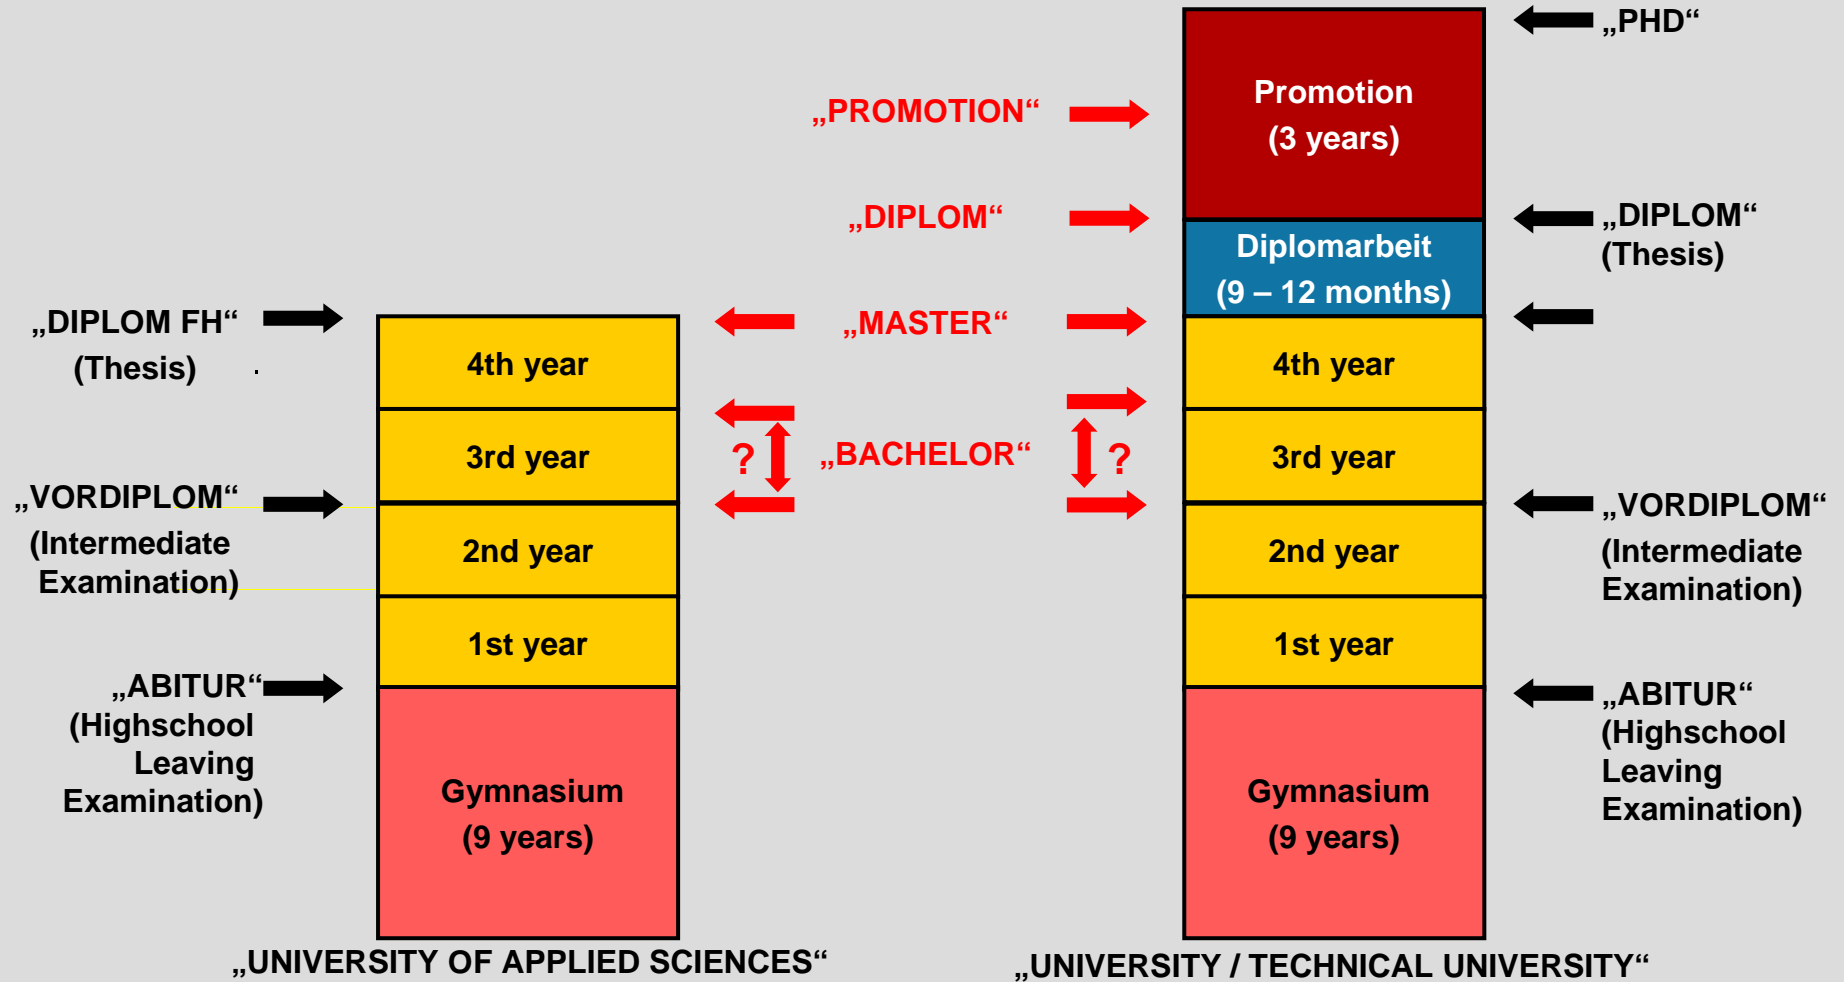 „PHD“
Promotion
(3 years)
„PROMOTION“
„DIPLOM“
„DIPLOM“
(Thesis)
Diplomarbeit
(9 – 12 months)
„DIPLOM FH“
(Thesis)
.
„MASTER“
4th year
4th year
3rd year
?
„BACHELOR“
?
3rd year
„VORDIPLOM“
(Intermediate
Examination)
2nd year
2nd year
„VORDIPLOM“
(Intermediate
Examination)
1st year
1st year
„ABITUR“
(Highschool
Leaving
Examination)
Gymnasium
(9 years)
Gymnasium
(9 years)
„ABITUR“
(Highschool
Leaving
Examination)
„UNIVERSITY OF APPLIED SCIENCES“
„UNIVERSITY / TECHNICAL UNIVERSITY“